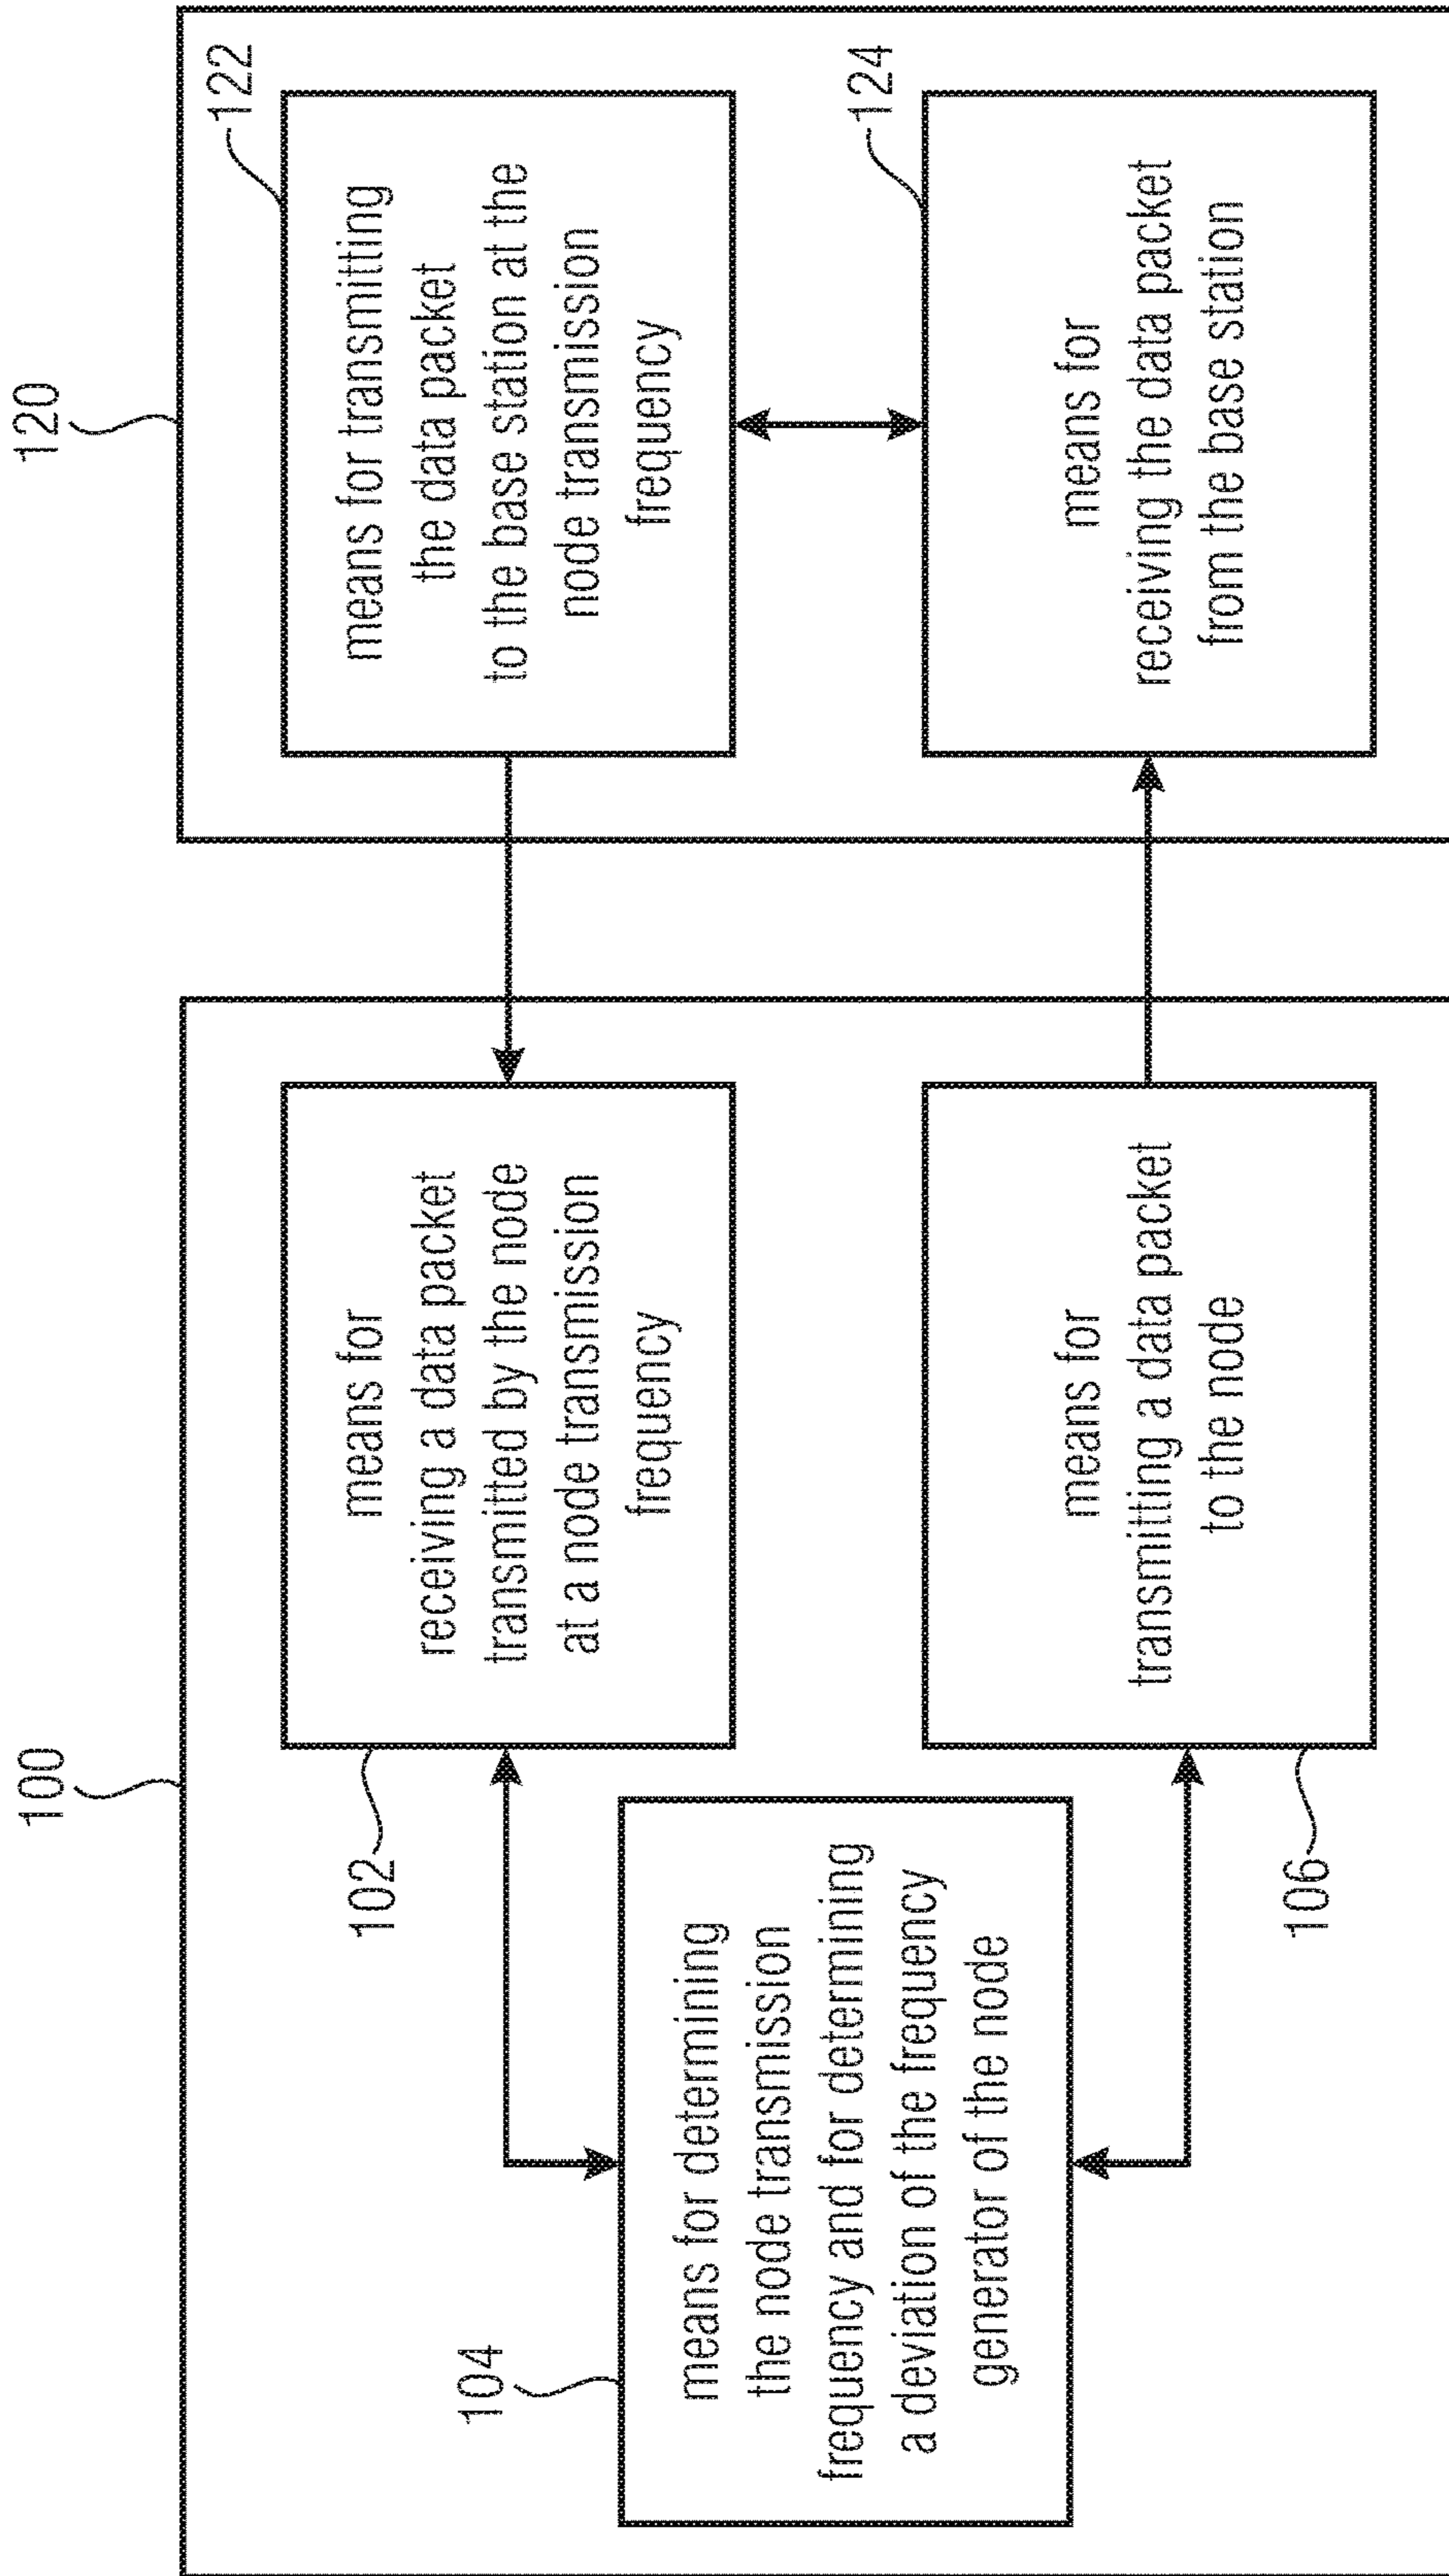 100
120
104
means for determining
the node transmission
frequency and for determining
a deviation of the frequency
generator of the node
102
means for
receiving a data packet
transmitted by the node
at a node transmission
frequency
106
means for
transmitting a data packet
to the node
122
means for transmitting
the data packet
to the base station at the
node transmission
frequency
124
means for
receiving the data packet
from the base station